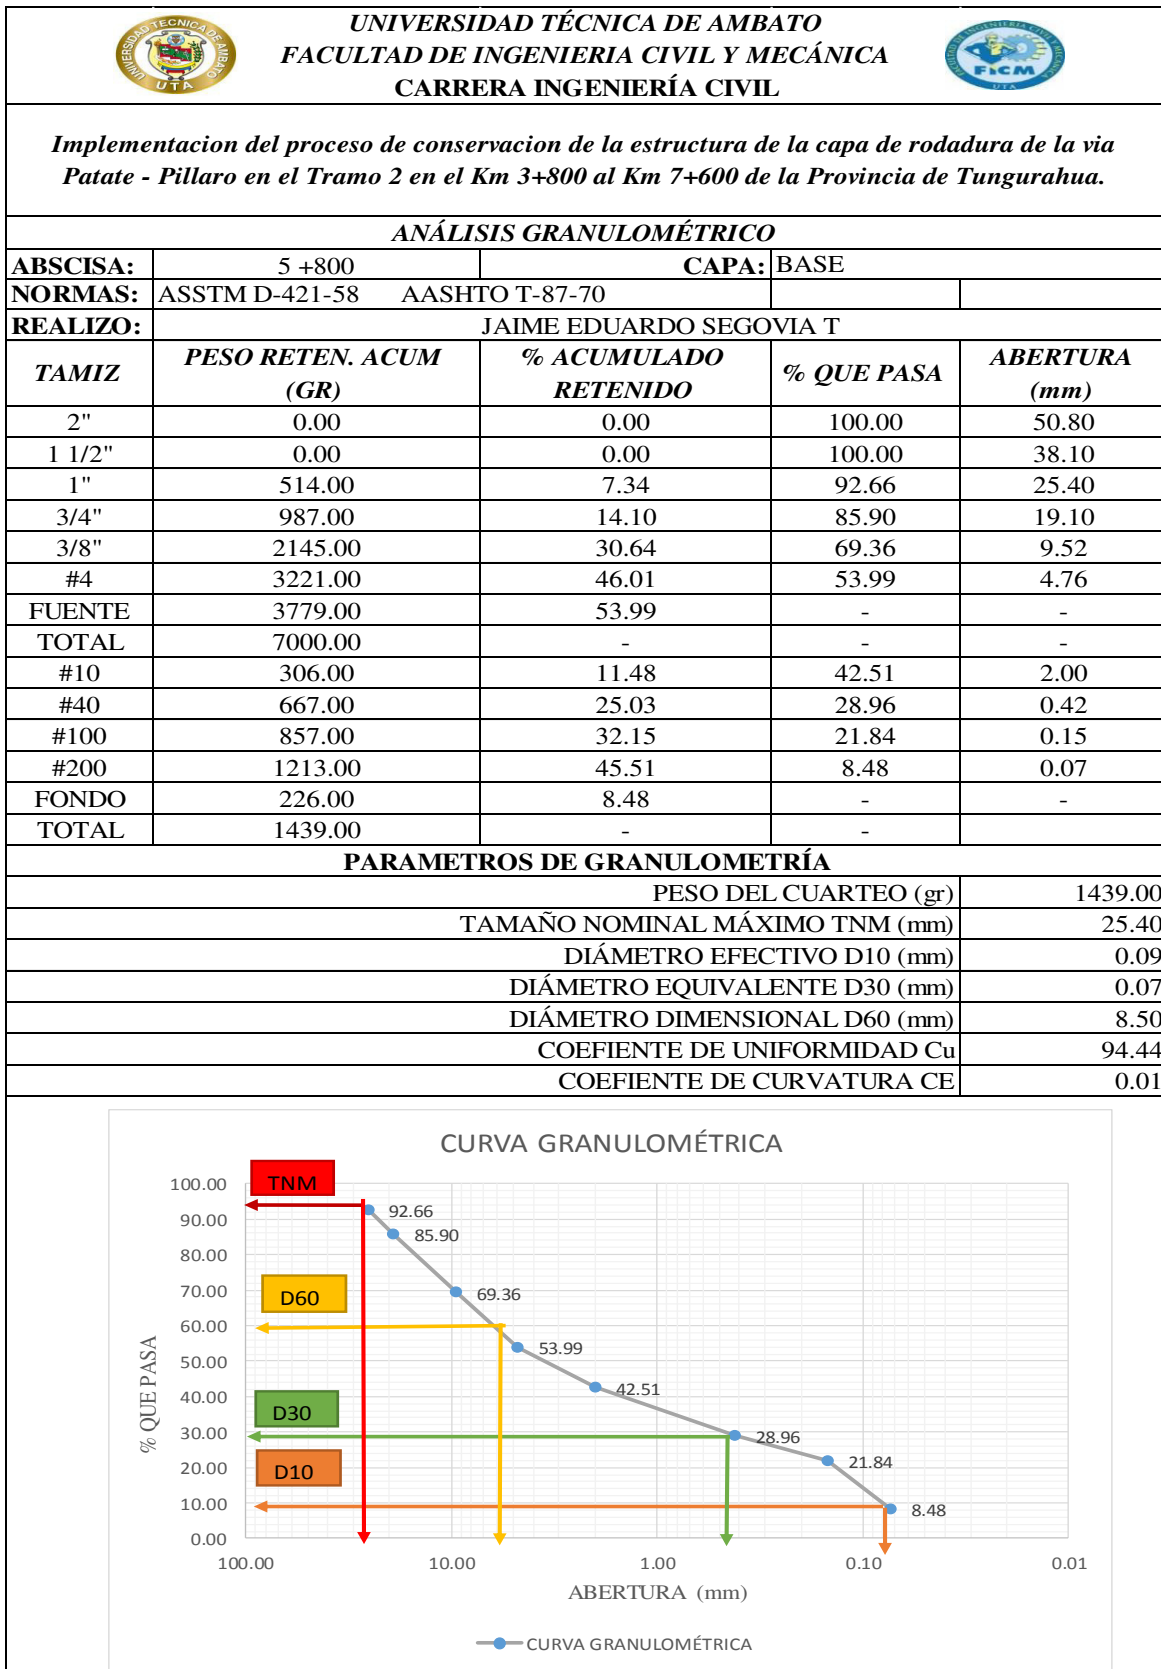 UNIVERSIDAD TÉCNICA DE AMBATO
FACULTAD DE INGENIERIA CIVIL Y MECÁNICA
CARRERA INGENIERÍA CIVIL
UNIVERSIDAD TECNICA DE AMBATO
UTA
FICM
UTA
Implementacion del proceso de conservacion de la estructura de la capa de rodadura de la via
Patate - Pillaro en el Tramo 2 en el Km 3+800 al Km 7+600 de la Provincia de Tungurahua.
ANÁLISIS GRANULOMÉTRICO
ABSCISA: 5 +800 CAPA: BASE
NORMAS: ASSTM D-421-58 AASHTO T-87-70
REALIZO: JAIME EDUARDO SEGOVIA T
TAMIZ PESO RETEN. ACUM (GR) % ACUMULADO RETENIDO % QUE PASA ABERTURA (mm)
2" 0.00 0.00 100.00 50.80
1 1/2" 0.00 0.00 100.00 38.10
1" 514.00 7.34 92.66 25.40
3/4" 987.00 14.10 85.90 19.10
3/8" 2145.00 30.64 69.36 9.52
#4 3221.00 46.01 53.99 4.76
FUENTE 3779.00 53.99 - -
TOTAL 7000.00 - - -
#10 306.00 11.48 42.51 2.00
#40 667.00 25.03 28.96 0.42
#100 857.00 32.15 21.84 0.15
#200 1213.00 45.51 8.48 0.07
FONDO 226.00 8.48 - -
TOTAL 1439.00 - -
PARAMETROS DE GRANULOMETRÍA
PESO DEL CUARTEO (gr) 1439.00
TAMAÑO NOMINAL MÁXIMO TNM (mm) 25.40
DIÁMETRO EFECTIVO D10 (mm) 0.09
DIÁMETRO EQUIVALENTE D30 (mm) 0.07
DIÁMETRO DIMENSIONAL D60 (mm) 8.50
COEFIENTE DE UNIFORMIDAD Cu 94.44
COEFIENTE DE CURVATURA CE 0.01
CURVA GRANULOMÉTRICA
TNM
100.00
92.66
90.00
85.90
80.00
70.00
69.36
D60
60.00
53.99
50.00
42.51
40.00
D30
30.00
28.96
21.84
20.00
D10
10.00
8.48
0.00
% QUE PASA
100.00 10.00 1.00 0.10 0.01
ABERTURA (mm)
CURVA GRANULOMÉTRICA